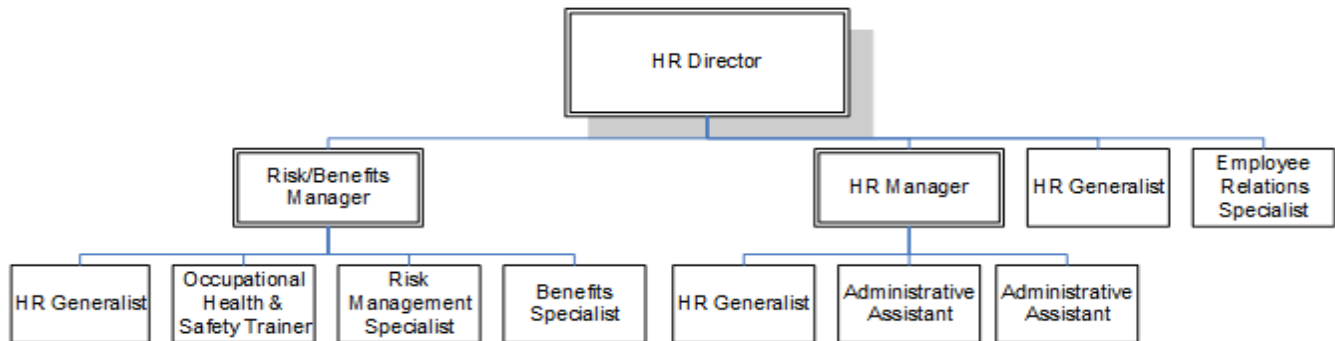 HR Director
Risk/Benefits
Manager
HR Manager
HR Generalist
Employee
Relations
Specialist
HR Generalist
Occupational
Health &
Safety Trainer
Risk
Management
Specialist
Benefits
Specialist
HR Generalist
Administrative
Assistant
Administrative
Assistant